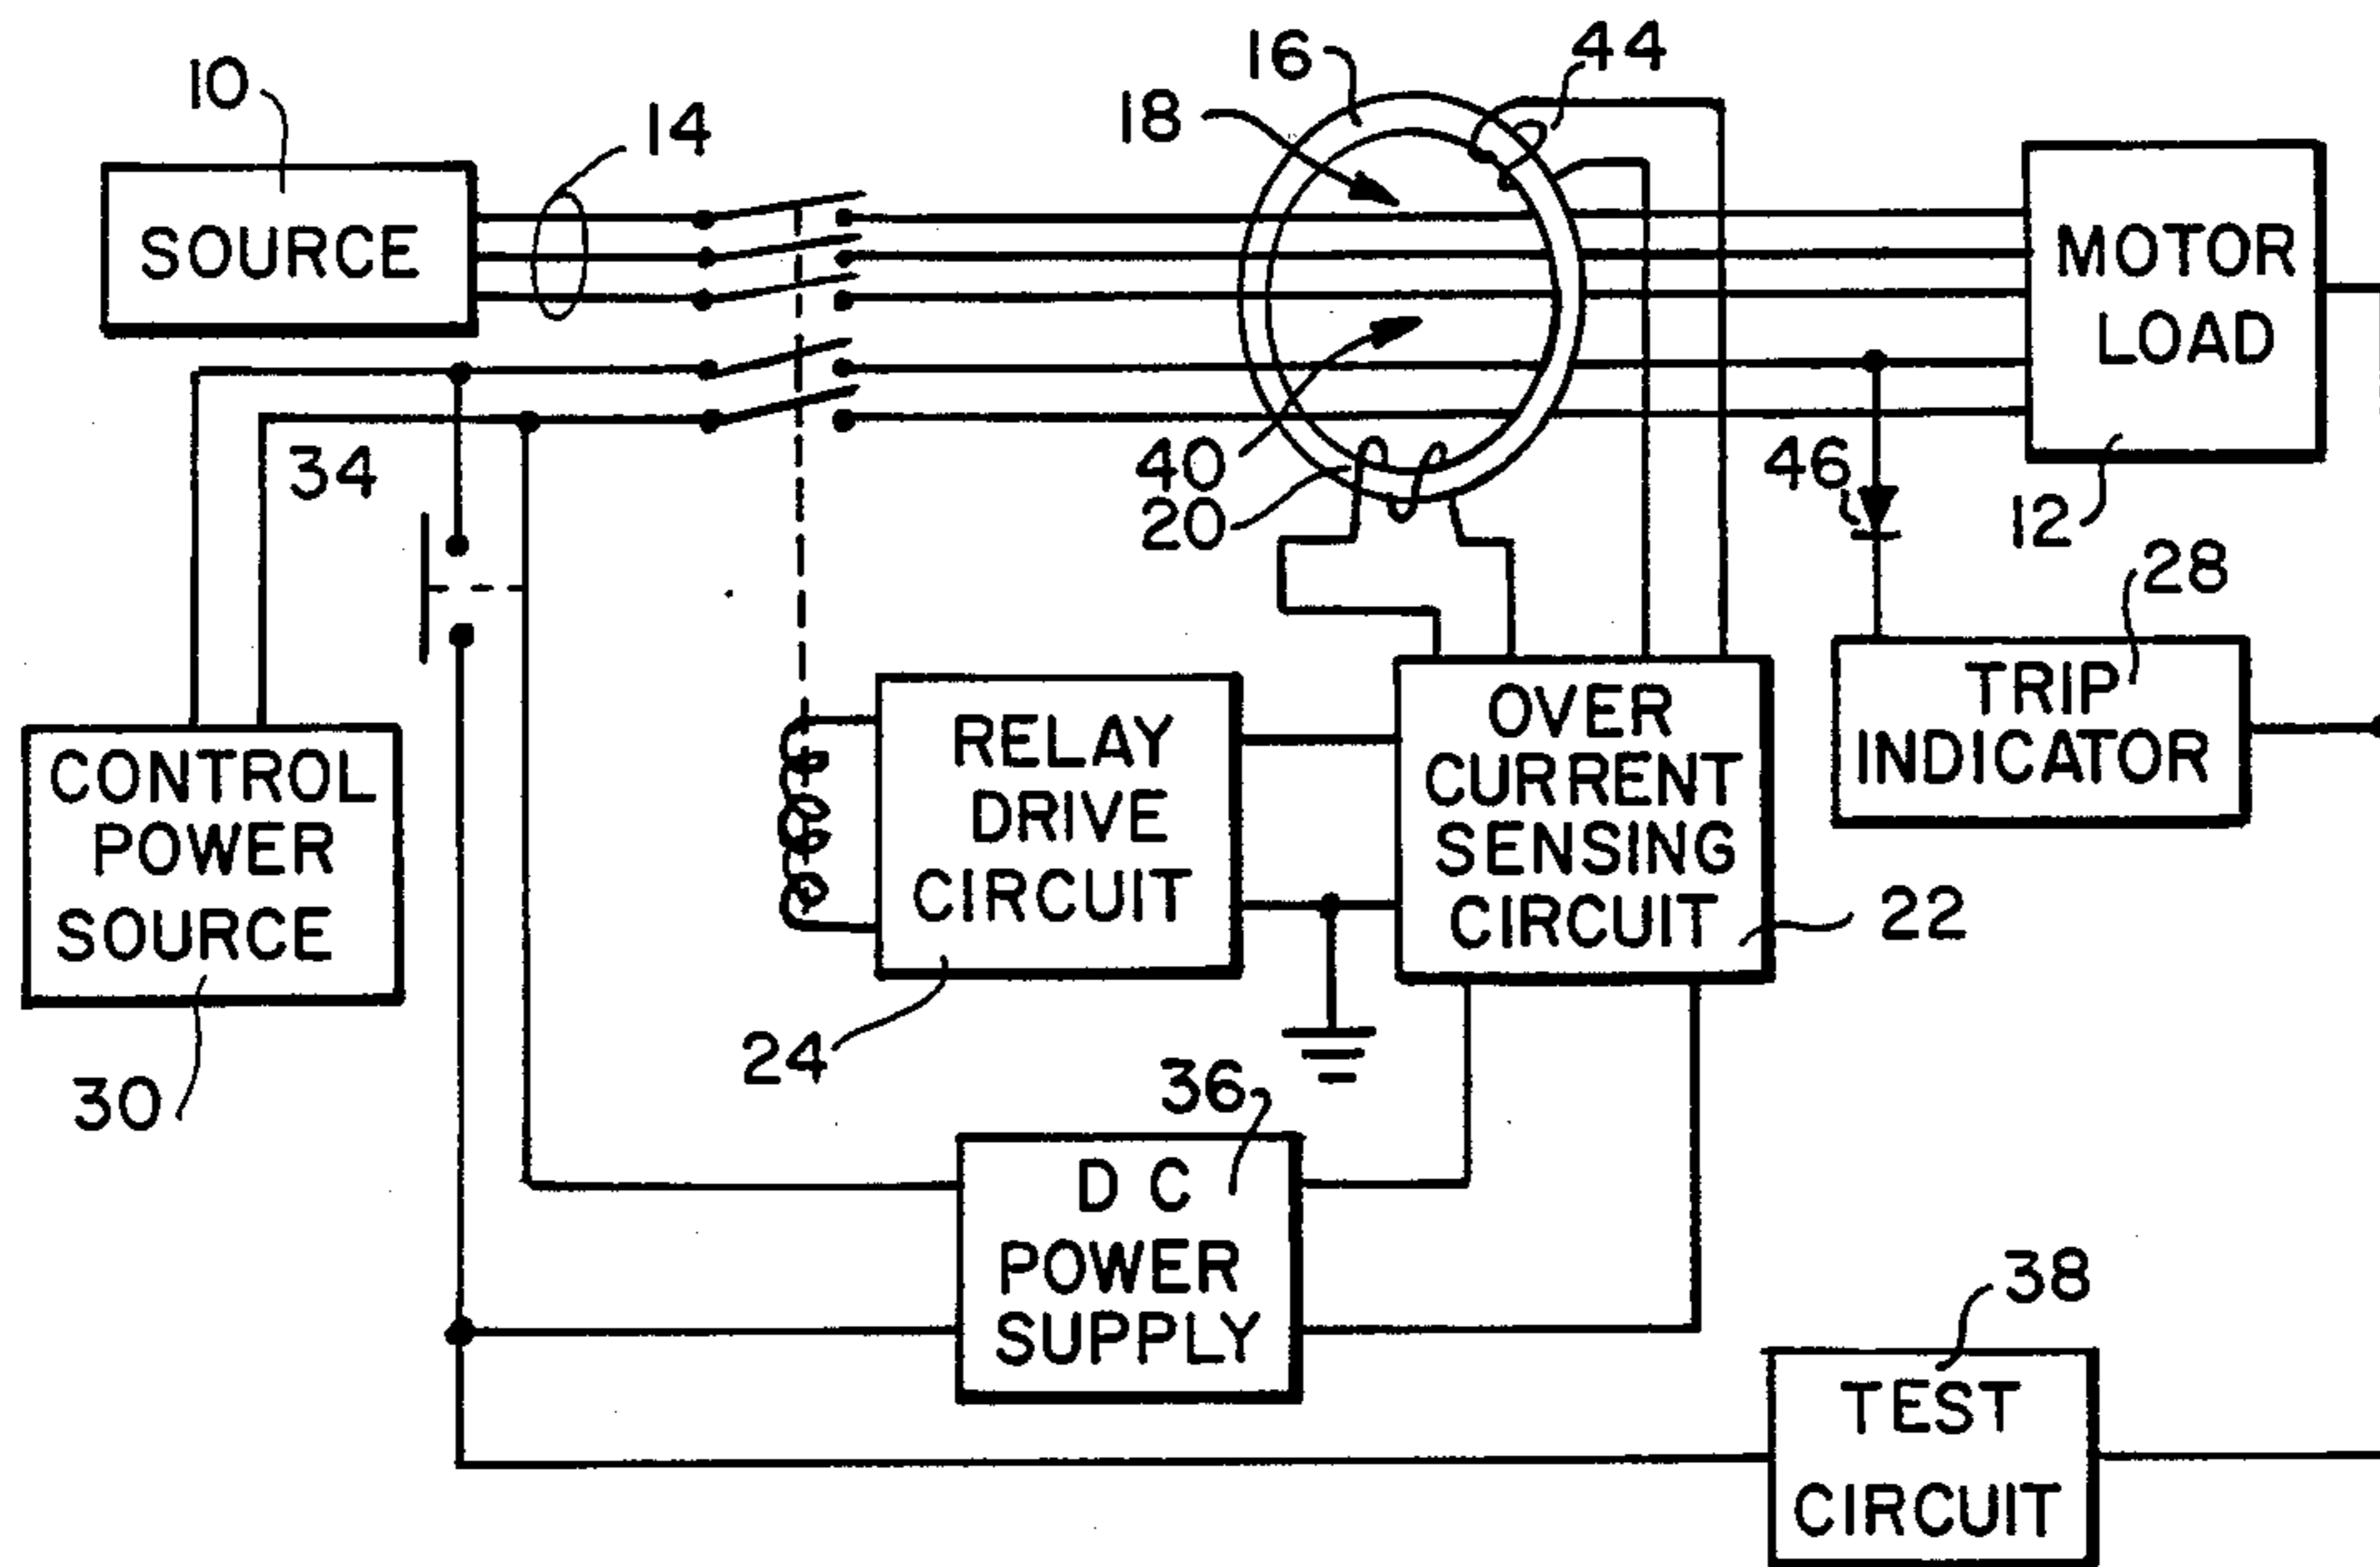 10
14
16
44
18
SOURCE
MOTOR
LOAD
34
40
20
46
12
28
CONTROL
POWER
SOURCE
RELAY
DRIVE
CIRCUIT
OVER
CURRENT
SENSING
CIRCUIT
TRIP
INDICATOR
22
30
24
36
D C
POWER
SUPPLY
38
TEST
CIRCUIT